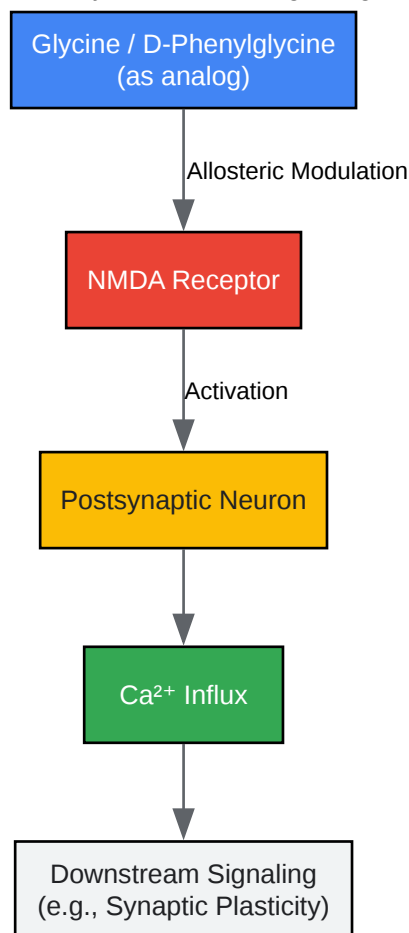 Glycine / D-Phenylglycine
(as analog)
Allosteric Modulation
NMDA Receptor
Activation
Postsynaptic Neuron
Ca²⁺ Influx
Downstream Signaling
(e.g., Synaptic Plasticity)